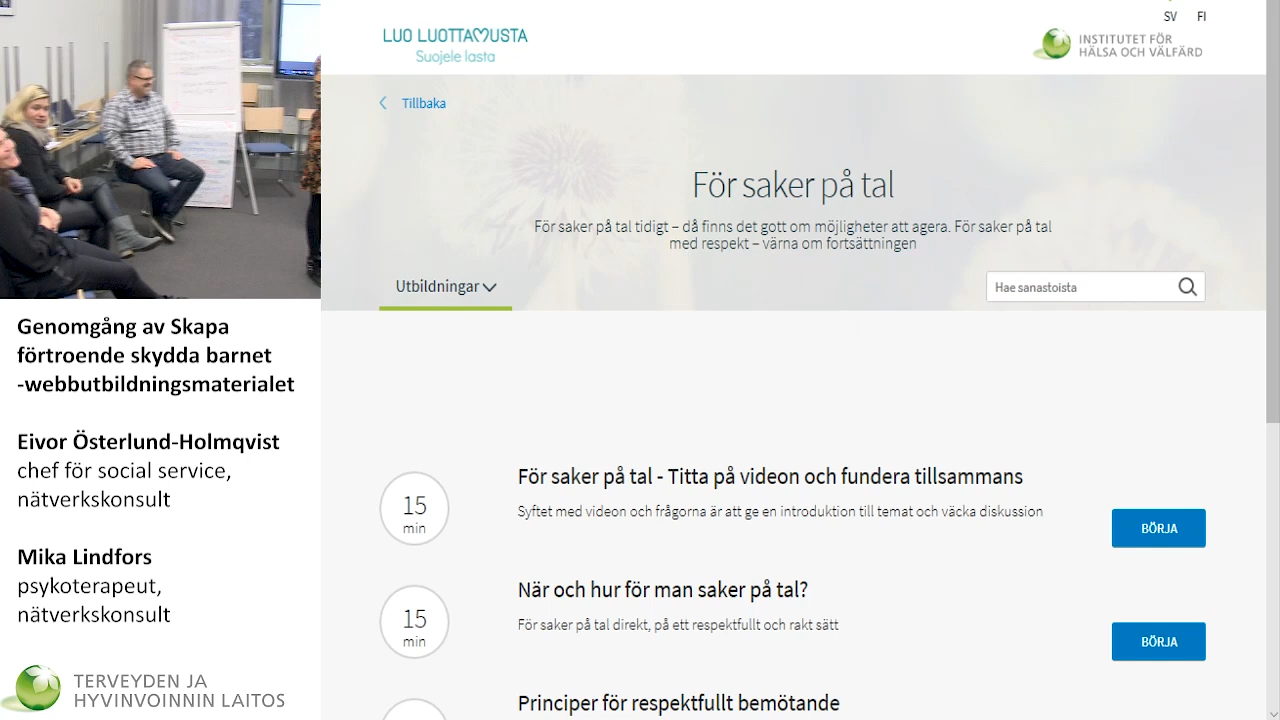 Genomgång av Skapa
förtroende skydda barnet
-webbutbildningsmaterialet
Eivor Österlund-Holmqvist
chef för social service,
nätverkskonsult
Mika Lindfors
psykoterapeut,
nätverkskonsult
TERVEYDEN JA
HYVINVOINNIN LAITOS
SV FI
LUO LUOTTAMUSTA
Suojele lasta
INSTITUTET FÖR
HÄLSA OCH VÄLFÄRD
Tillbaka
För saker på tal
För saker på tal tidigt – då finns det gott om möjligheter att agera. För saker på tal
med respekt – värna om fortsättningen
Utbildningar
Hae sanastoista
15
min
För saker på tal - Titta på videon och fundera tillsammans
Syftet med videon och frågorna är att ge en introduktion till temat och väcka diskussion
BÖRJA
15
min
När och hur för man saker på tal?
För saker på tal direkt, på ett respektfullt och rakt sätt
BÖRJA
Principer för respektfullt bemötande